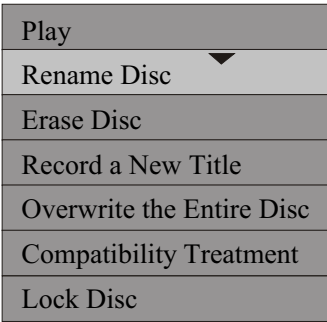 Play
Rename Disc
Erase Disc
Record a New Title
Overwrite the Entire Disc
Compatibility Treatment
Lock Disc